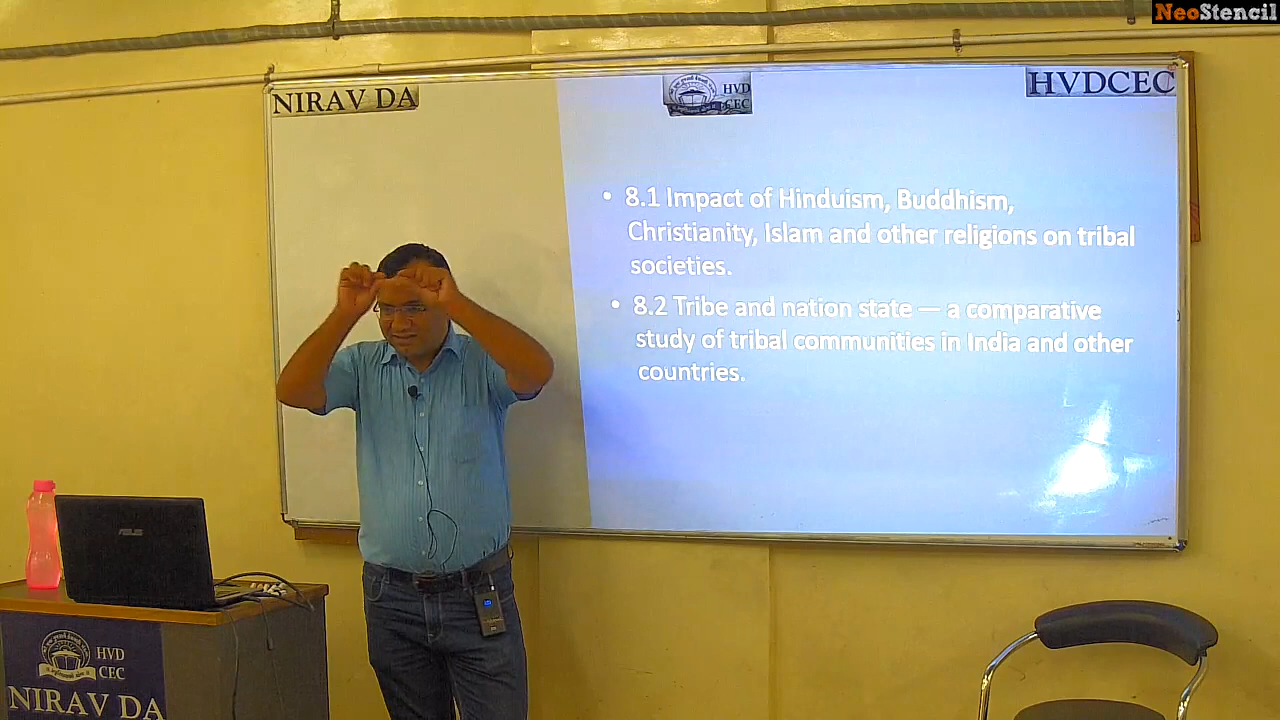 NeoStencil
NIRAV DA
HVD
CEC
HVDCEC
• 8.1 Impact of Hinduism, Buddhism,
Christianity, Islam and other religions on tribal
societies.
• 8.2 Tribe and nation state — a comparative
study of tribal communities in India and other
countries.
ASUS
HVD
CEC
NIRAV DA